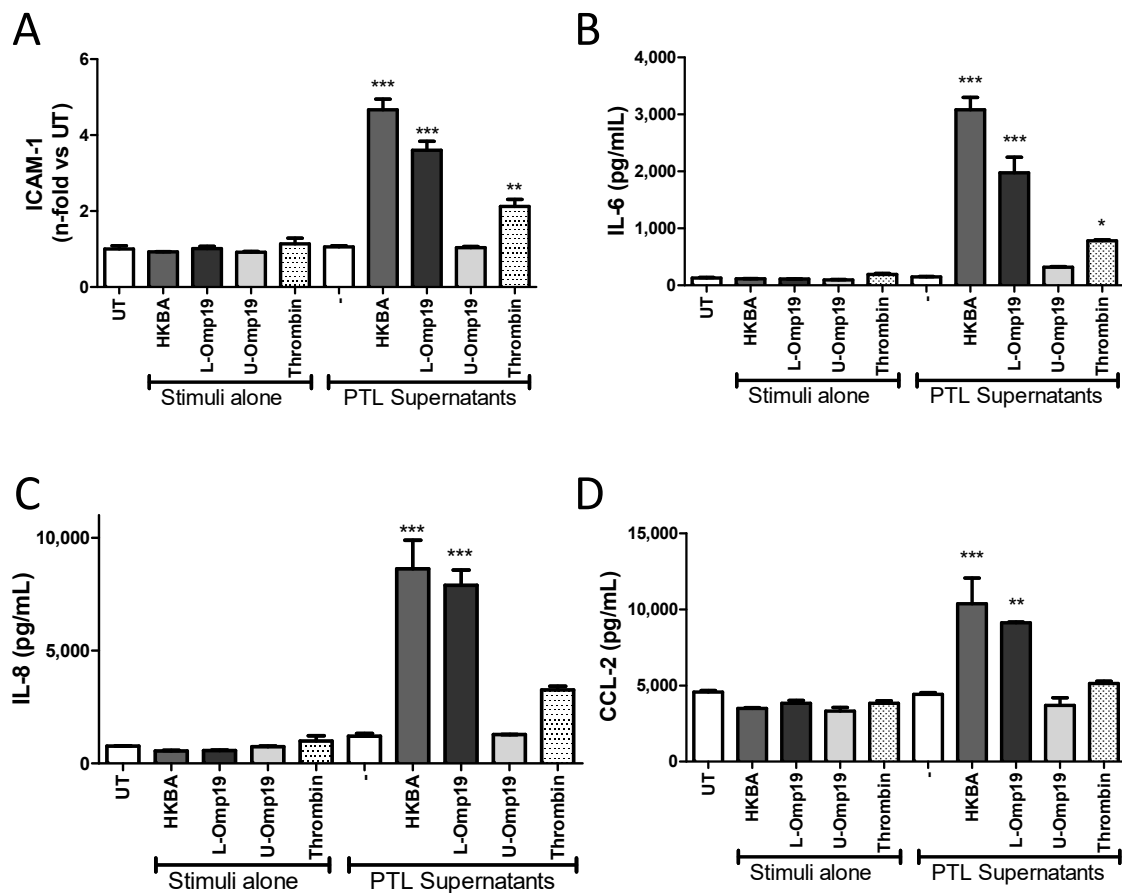 A
ICAM-1
(n-fold vs UT)
6
4
2
0
***
***
**
UT
HKBA
L-Omp19
U-Omp19
Thrombin
-
HKBA
L-Omp19
U-Omp19
Thrombin
Stimuli alone
PTL Supernatants
B
IL-6 (pg/mlL)
4,000
3,000
2,000
1,000
0
***
***
*
UT
HKBA
L-Omp19
U-Omp19
Thrombin
-
HKBA
L-Omp19
U-Omp19
Thrombin
Stimuli alone
PTL Supernatants
C
IL-8 (pg/mL)
10,000
5,000
0
***
***
UT
HKBA
L-Omp19
U-Omp19
Thrombin
-
HKBA
L-Omp19
U-Omp19
Thrombin
Stimuli alone
PTL Supernatants
D
CCL-2 (pg/mL)
15,000
10,000
5,000
0
***
**
UT
HKBA
L-Omp19
U-Omp19
Thrombin
-
HKBA
L-Omp19
U-Omp19
Thrombin
Stimuli alone
PTL Supernatants